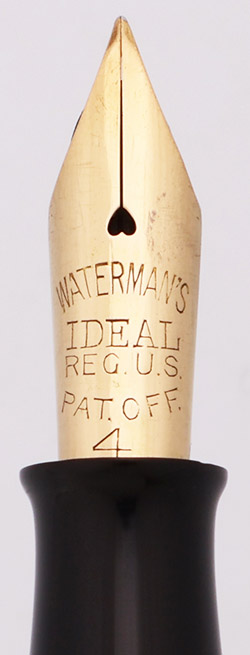 WATERMAN'S
IDEAL
REG. U.S.
PAT. OFF.
4